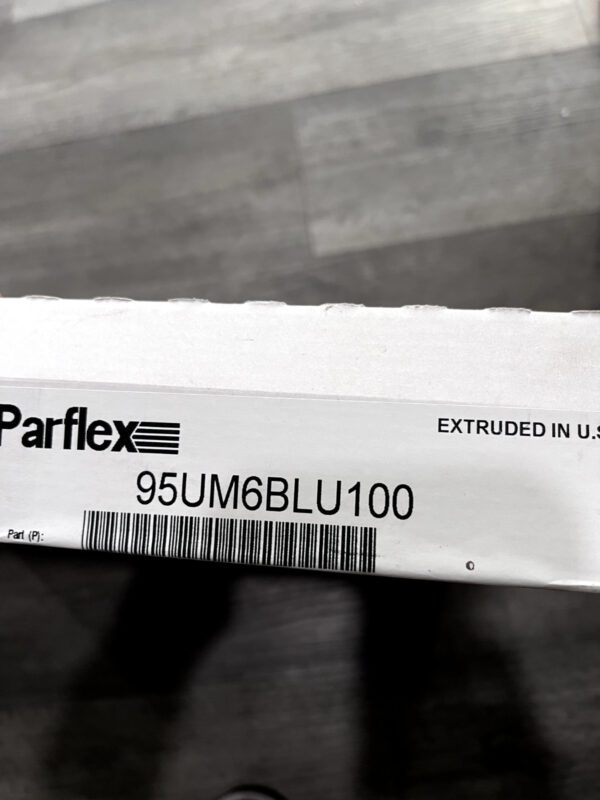 Parflex
EXTRUDED IN U.S
95UM6BLU100
Part (P):